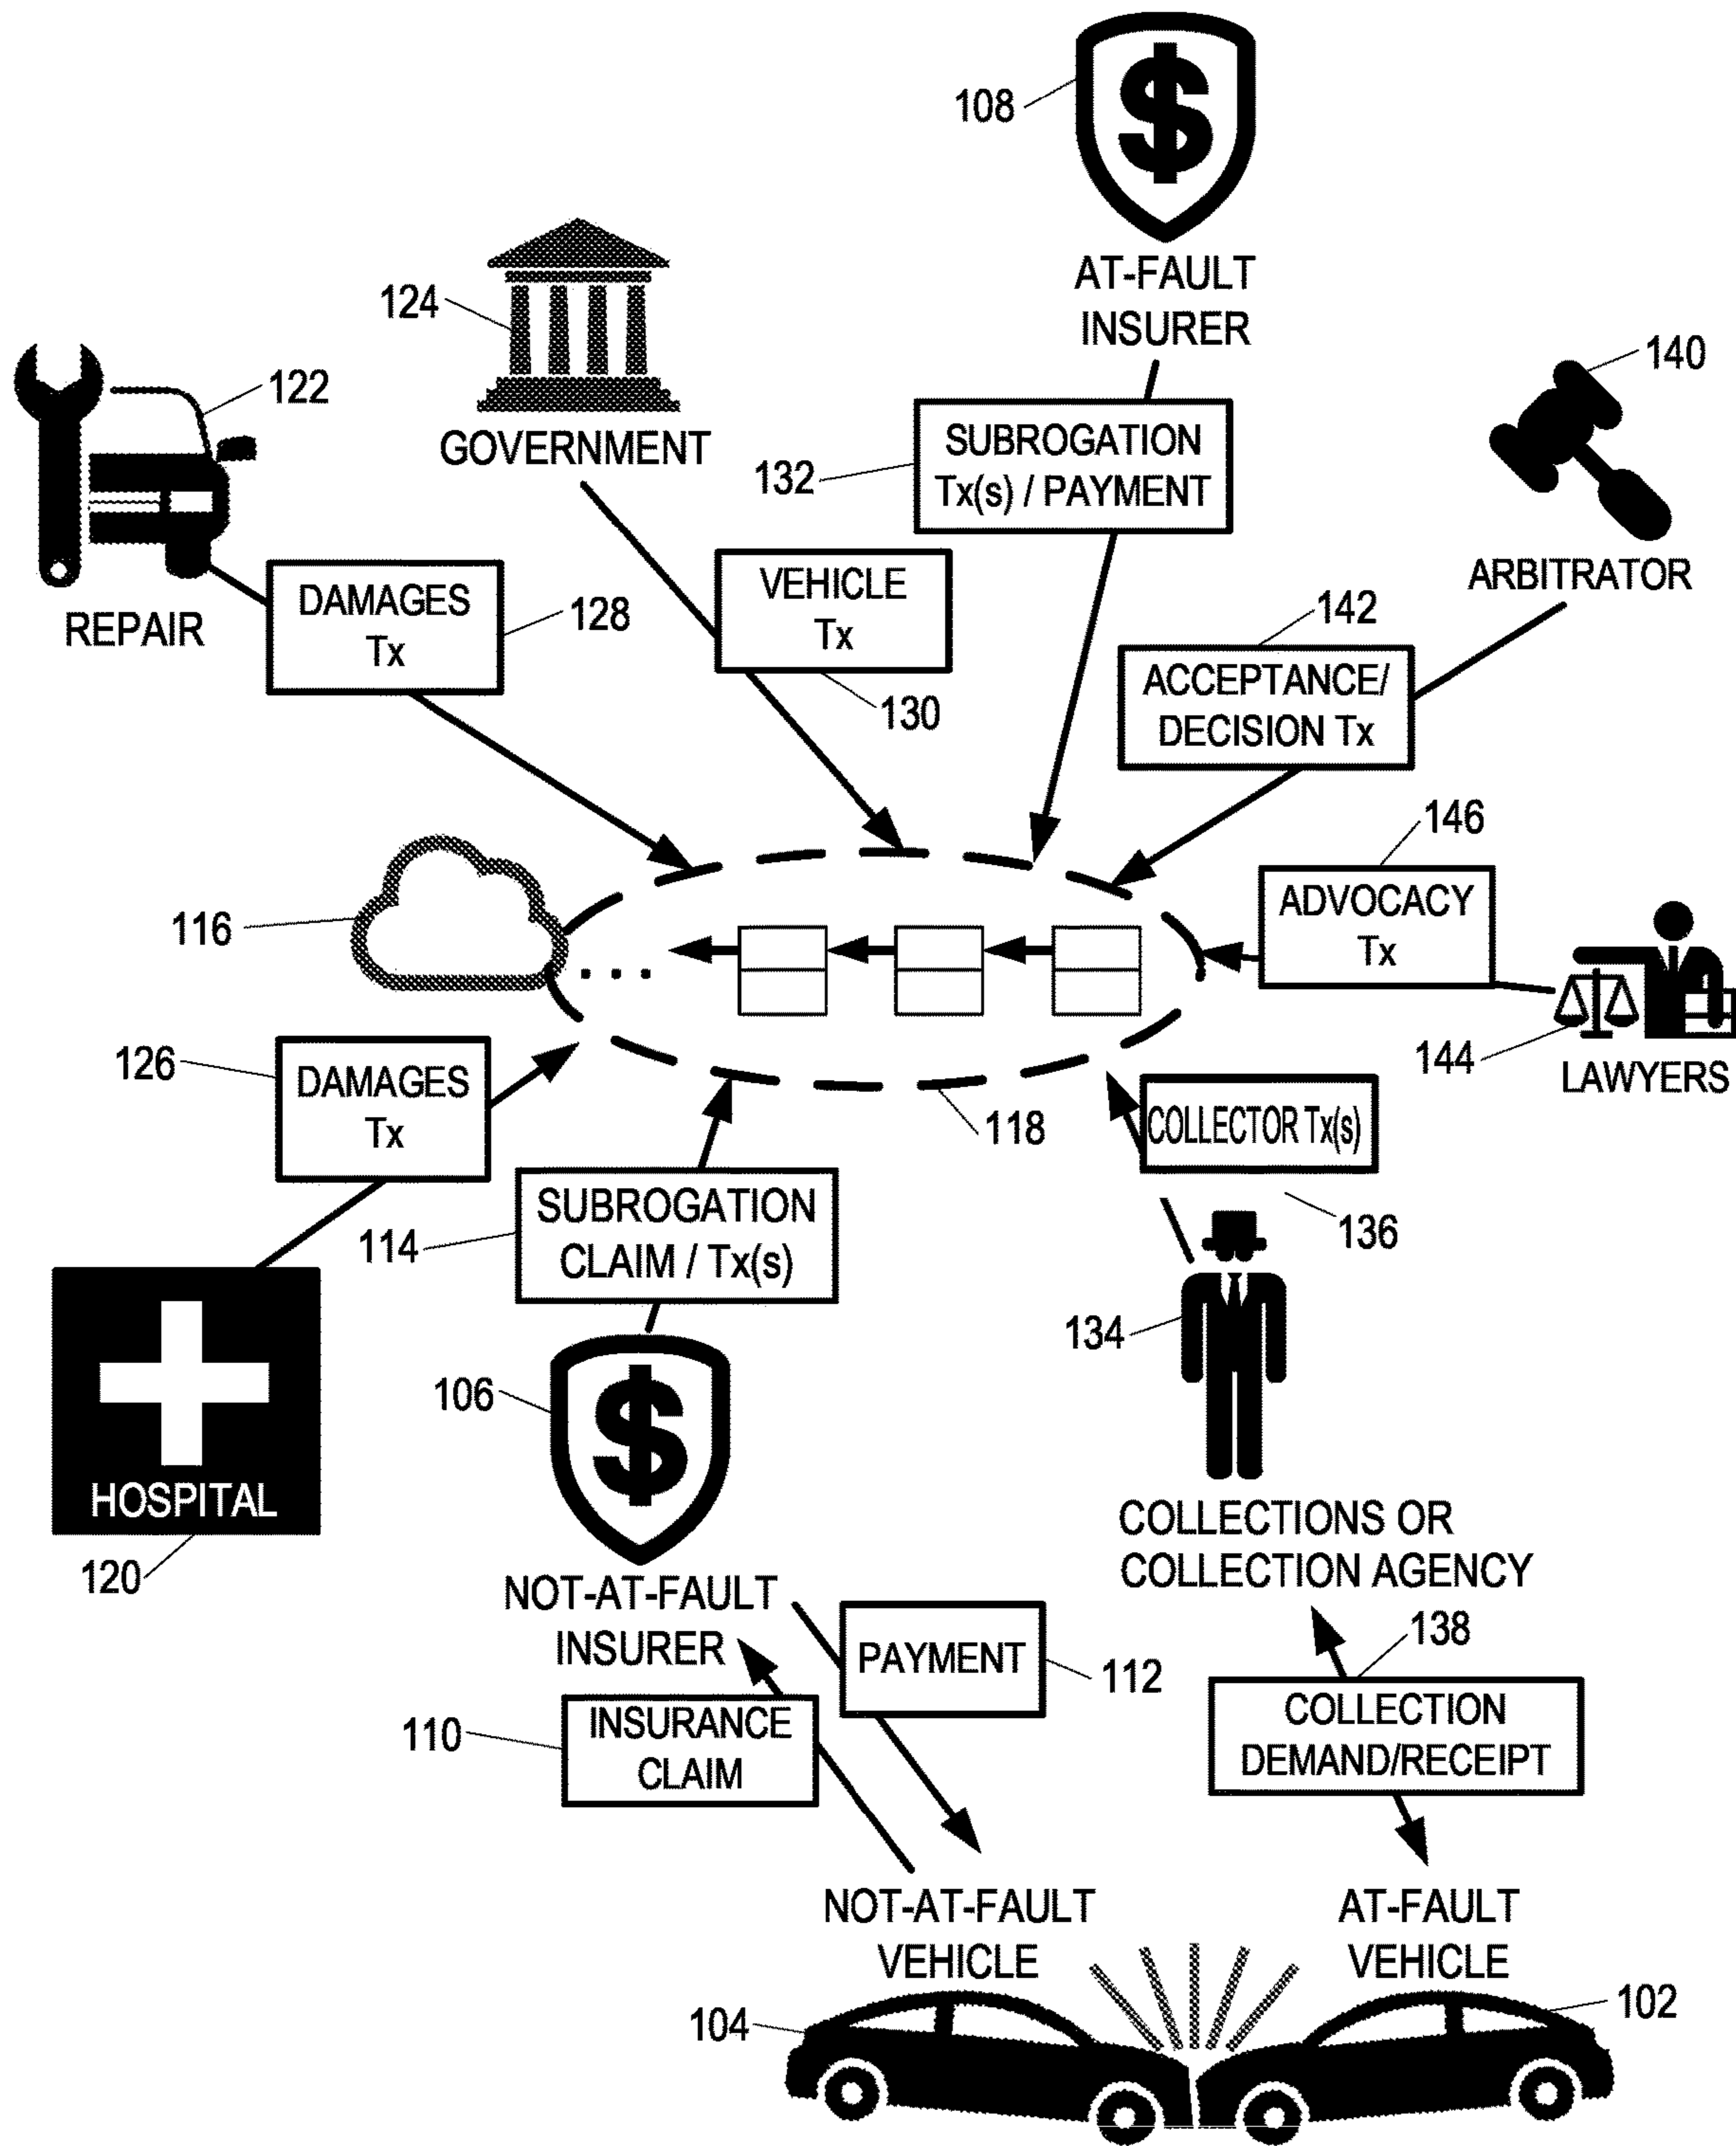 108
AT-FAULT
INSURER
124
GOVERNMENT
122
REPAIR
140
ARBITRATOR
132
SUBROGATION
Tx(s) / PAYMENT
DAMAGES
Tx
128
VEHICLE
Tx
130
142
ACCEPTANCE/
DECISION Tx
146
ADVOCACY
Tx
116
...
144
LAWYERS
126
DAMAGES
Tx
118
COLLECTOR Tx(s)
136
114
SUBROGATION
CLAIM / Tx(s)
134
106
HOSPITAL
120
COLLECTIONS OR
COLLECTION AGENCY
NOT-AT-FAULT
INSURER
PAYMENT
112
138
110
INSURANCE
CLAIM
COLLECTION
DEMAND/RECEIPT
NOT-AT-FAULT
VEHICLE
AT-FAULT
VEHICLE
104
102